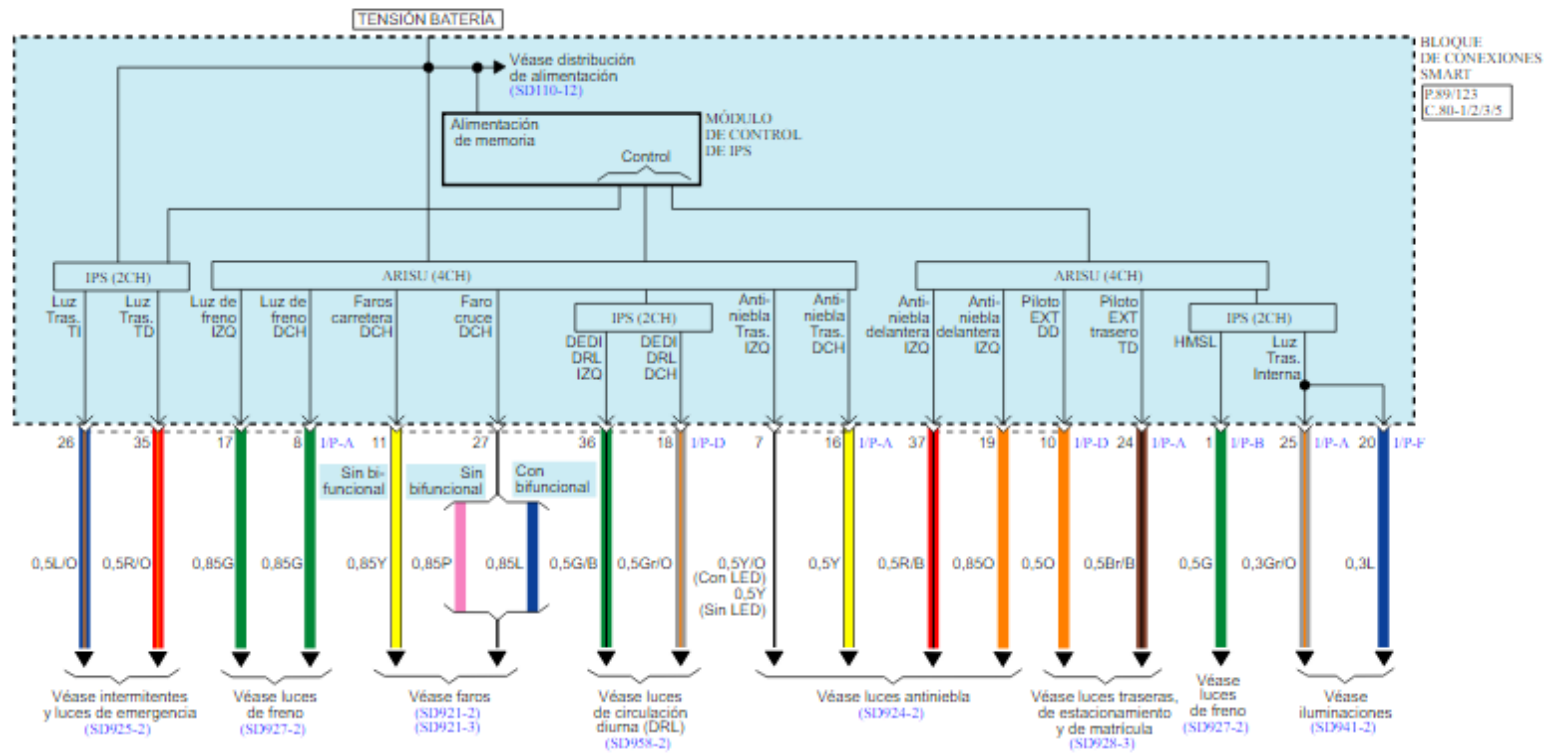 TENSIÓN BATERÍA
BLOQUE
DE CONEXIONES
SMART
P.89/123
C.80-1/2/3/5
Véase distribución
de alimentación
(SD110-12)
Alimentación
de memoria
Control
MÓDULO
DE CONTROL
DE IPS
IPS (2CH)
ARISU (4CH)
ARISU (4CH)
Luz
Tras.
TI
Luz
Tras.
TD
Luz de
freno
IZQ
Luz de
freno
DCH
Faros
carretera
DCH
Faro
cruce
DCH
IPS (2CH)
DEDI
DRL
IZQ
DEDI
DRL
DCH
Anti-
niebla
Tras.
IZQ
Anti-
niebla
Tras.
DCH
Anti-
niebla
delantera
IZQ
Anti-
niebla
delantera
IZQ
Piloto
EXT
DD
Piloto
EXT
trasero
TD
IPS (2CH)
HMSL
Luz
Tras.
Interna
26 35 17 8 I/P-A 11 27 36 18 I/P-D 7 16 I/P-A 37 19 10 I/P-D 24 I/P-A 1 I/P-B 25 I/P-A 20 I/P-F
Sin bi-
funcional
Sin
bifuncional
Con
bifuncional
0,5L/O 0,5R/O 0,85G 0,85G 0,85Y 0,85P 0,85L 0,5G/B 0,5Gr/O 0,5Y/O
(Con LED)
0,5Y
(Sin LED)
0,5Y 0,5R/B 0,85O 0,5O 0,5Br/B 0,5G 0,3Gr/O 0,3L
Véase intermitentes
y luces de emergencia
(SD925-2)
Véase luces
de freno
(SD927-2)
Véase faros
(SD921-2)
(SD921-3)
Véase luces
de circulación
diurna (DRL)
(SD958-2)
Véase luces antiniebla
(SD924-2)
Véase luces traseras,
de estacionamiento
y de matrícula
(SD928-3)
Véase
luces
de freno
(SD927-2)
Véase
iluminaciones
(SD941-2)